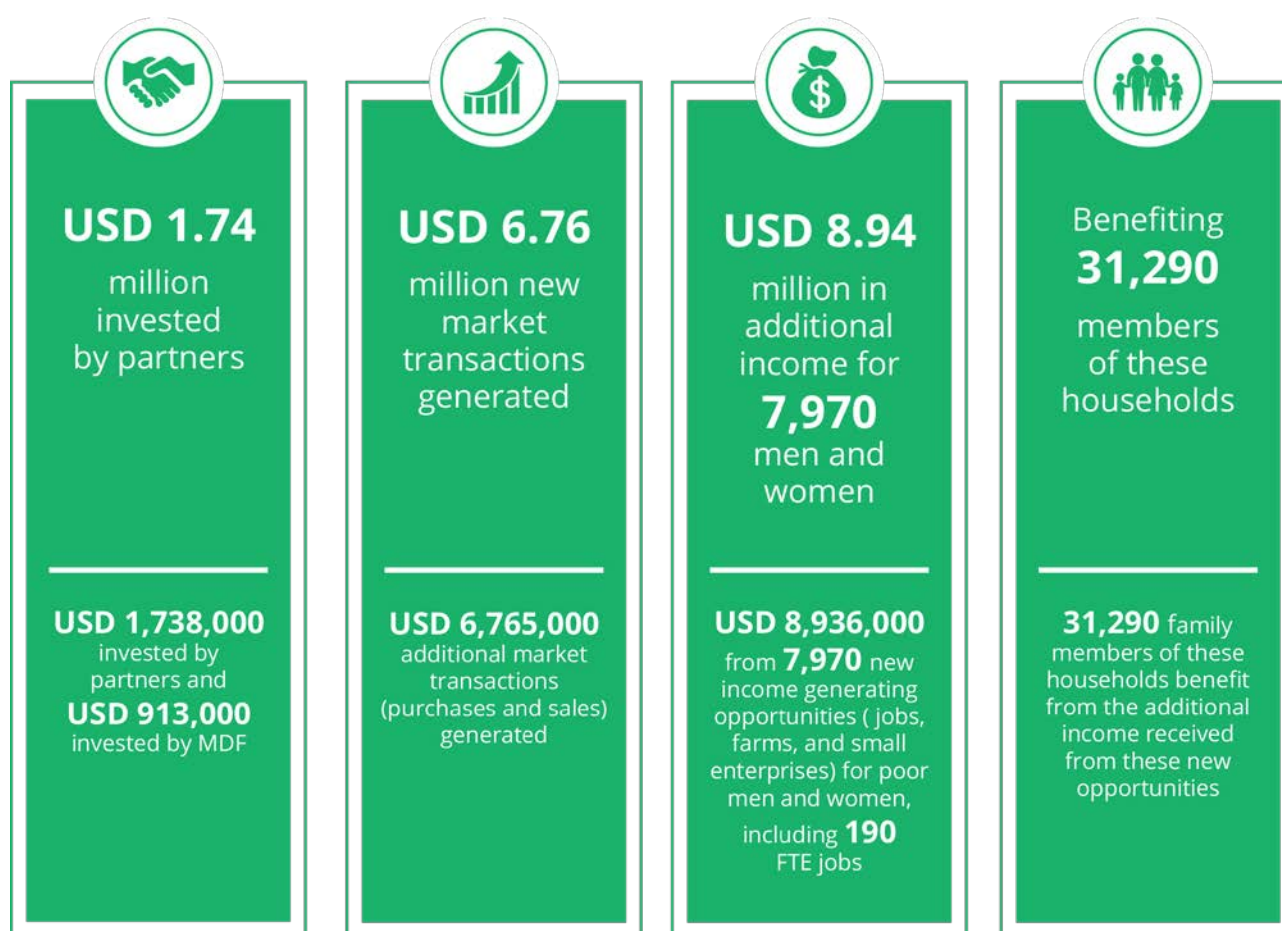 USD 1.74
million
invested
by partners
USD 1,738,000
invested by
partners and
USD 913,000
invested by MDF
USD 6.76
million new
market
transactions
generated
USD 6,765,000
additional market
transactions
(purchases and sales)
generated
USD 8.94
million in
additional
income for
7,970
men and
women
USD 8,936,000
from 7,970 new
income generating
opportunities ( jobs,
farms, and small
enterprises) for poor
men and women,
including 190
FTE jobs
Benefiting
31,290
members
of these
households
31,290 family
members of these
households benefit
from the additional
income received
from these new
opportunities